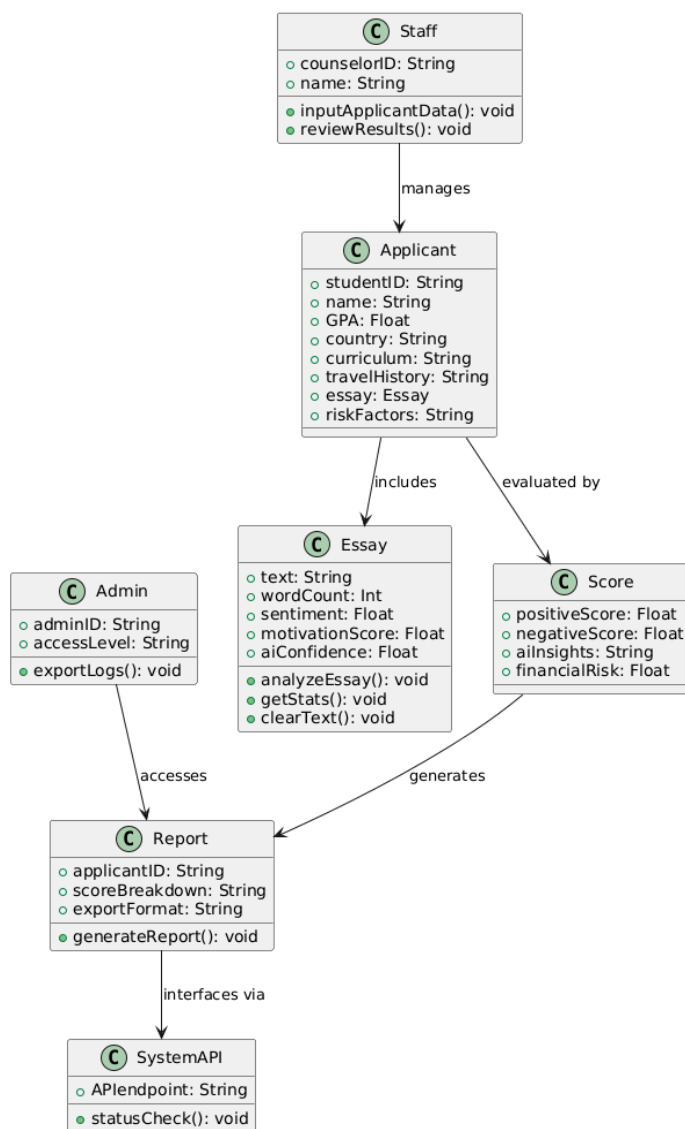 C Staff
counselorID: String
name: String
inputApplicantData(): void
reviewResults(): void
manages
C Applicant
studentID: String
name: String
GPA: Float
country: String
curriculum: String
travelHistory: String
essay: Essay
riskFactors: String
includes
evaluated by
C Essay
text: String
wordCount: Int
sentiment: Float
motivationScore: Float
aiConfidence: Float
analyzeEssay(): void
getStats(): void
clearText(): void
C Score
positiveScore: Float
negativeScore: Float
aiInsights: String
financialRisk: Float
C Admin
adminID: String
accessLevel: String
exportLogs(): void
accesses
generates
C Report
applicantID: String
scoreBreakdown: String
exportFormat: String
generateReport(): void
interfaces via
C SystemAPI
APIendpoint: String
statusCheck(): void